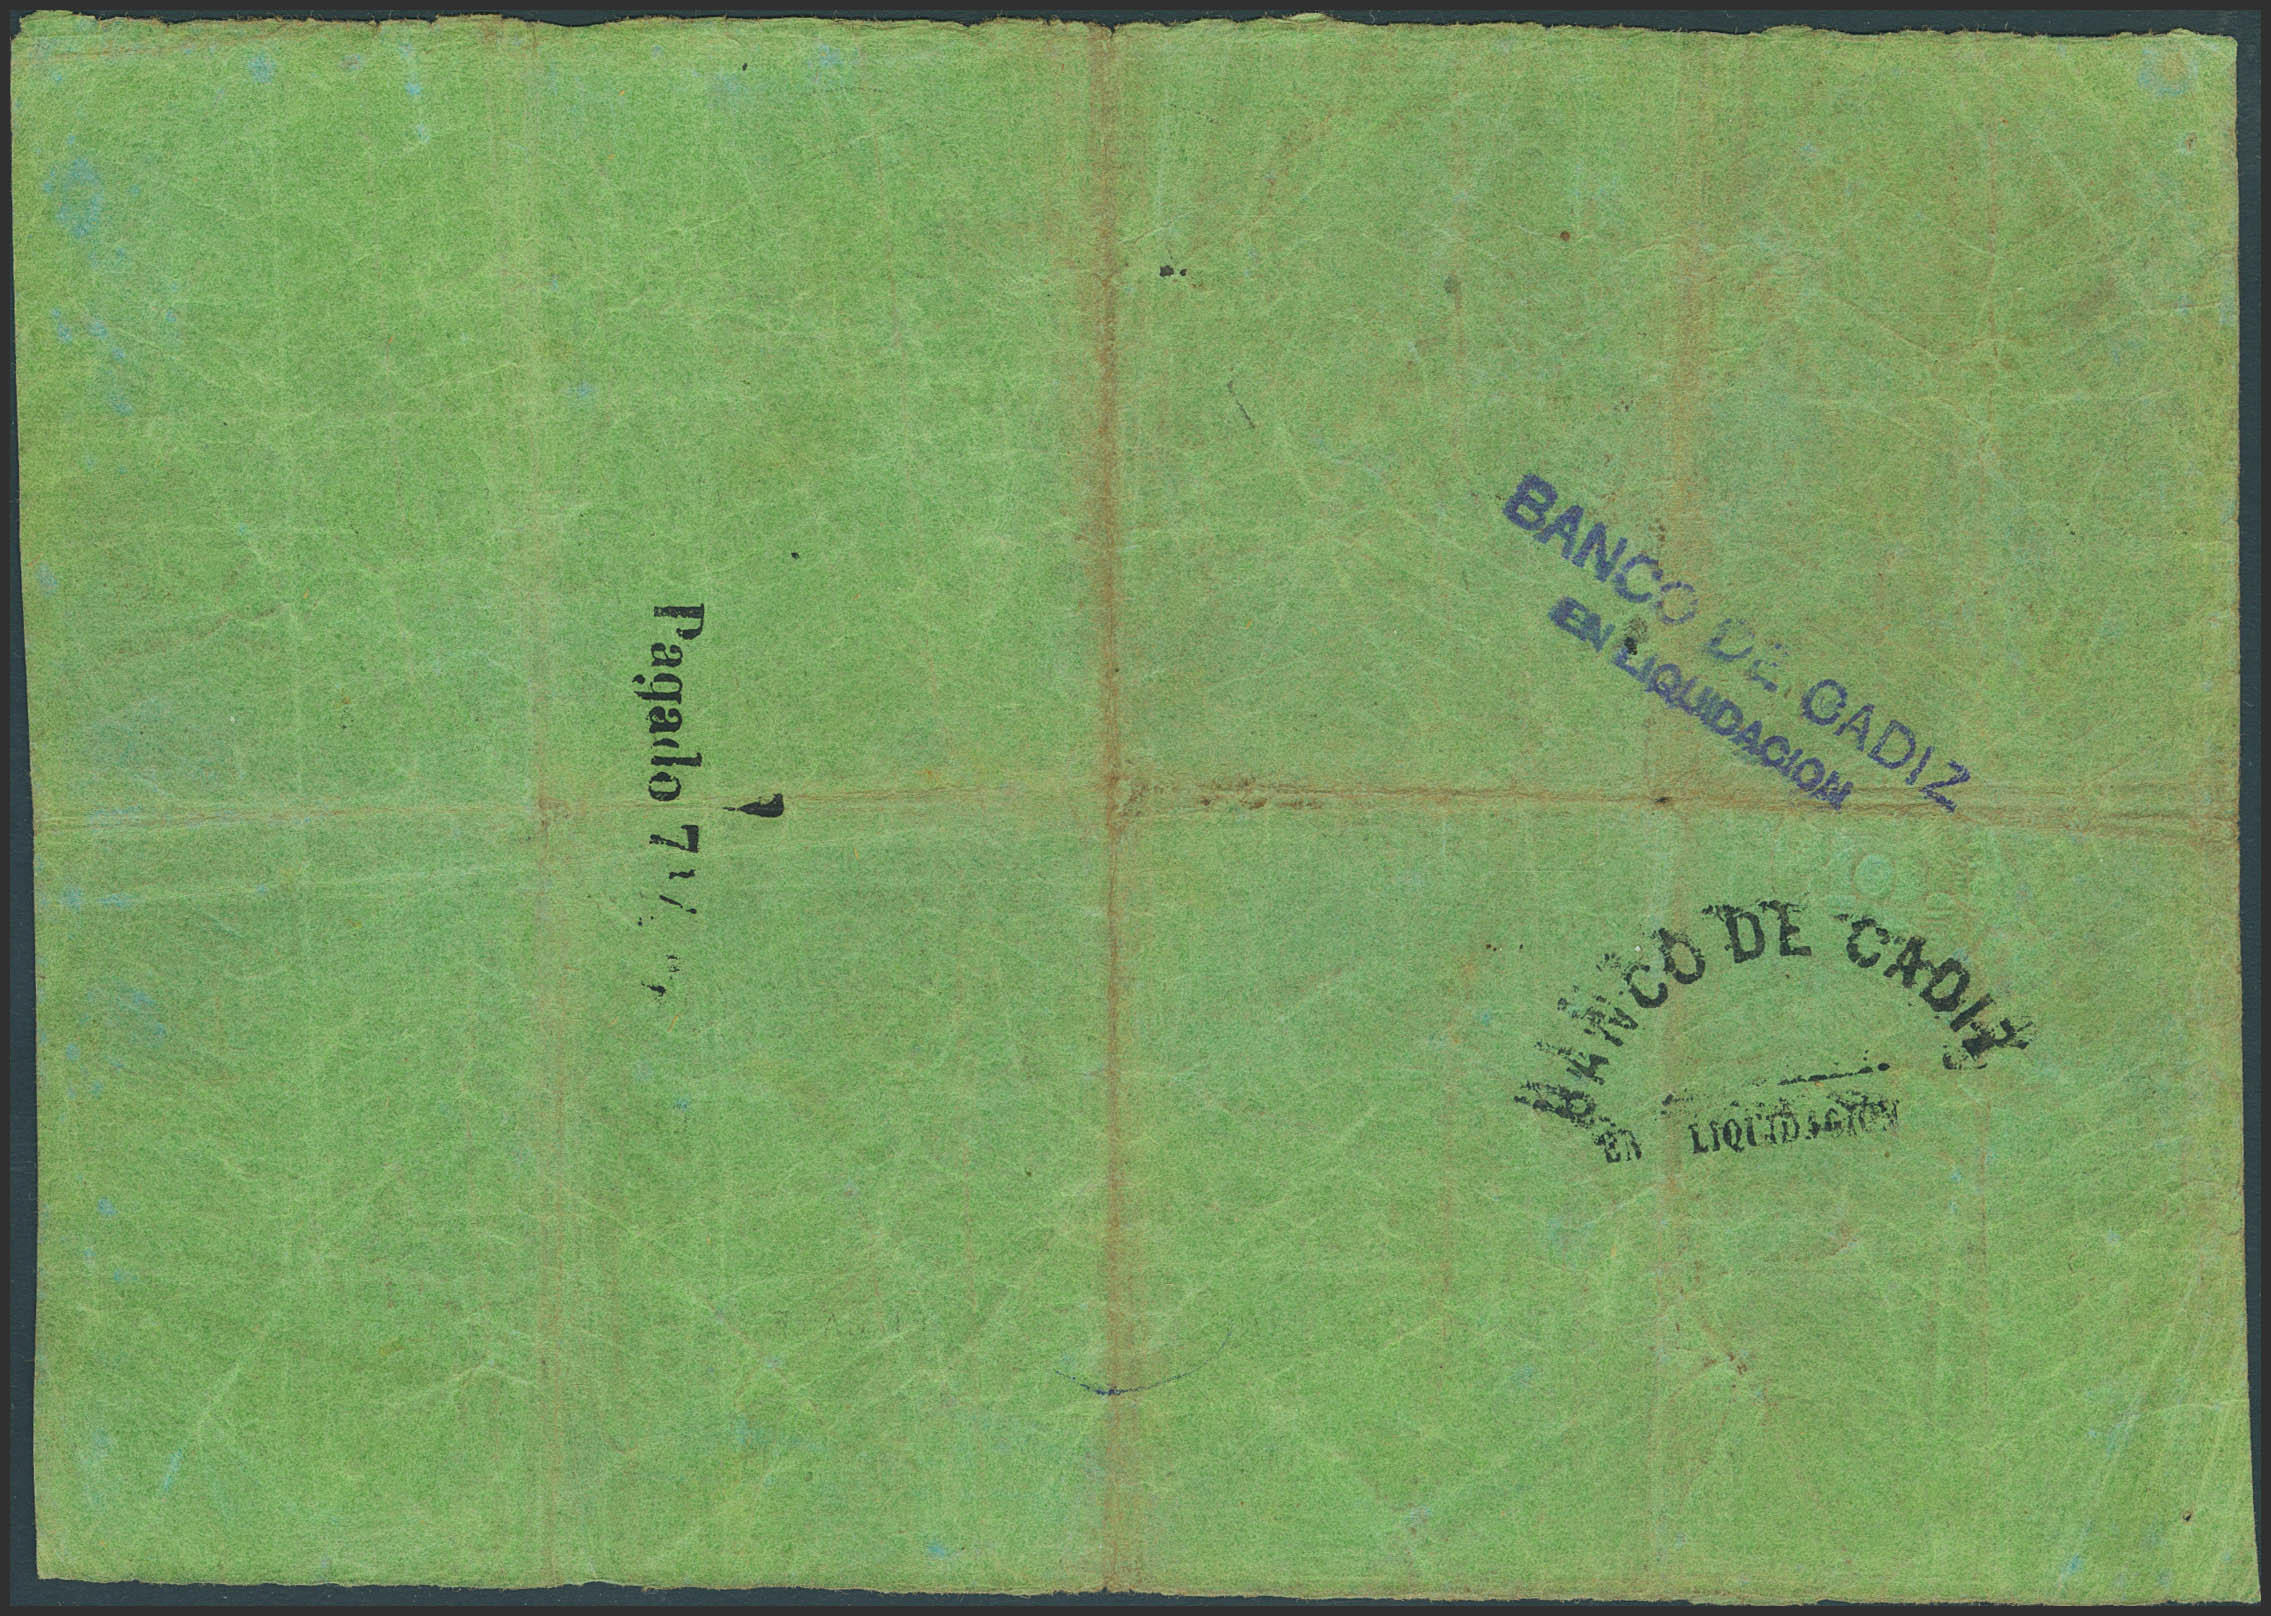 BANCO DE CADIZ
EN LIQUIDACION
Pagado 7
BANCO DE CADIZ
EN LIQUIDACION